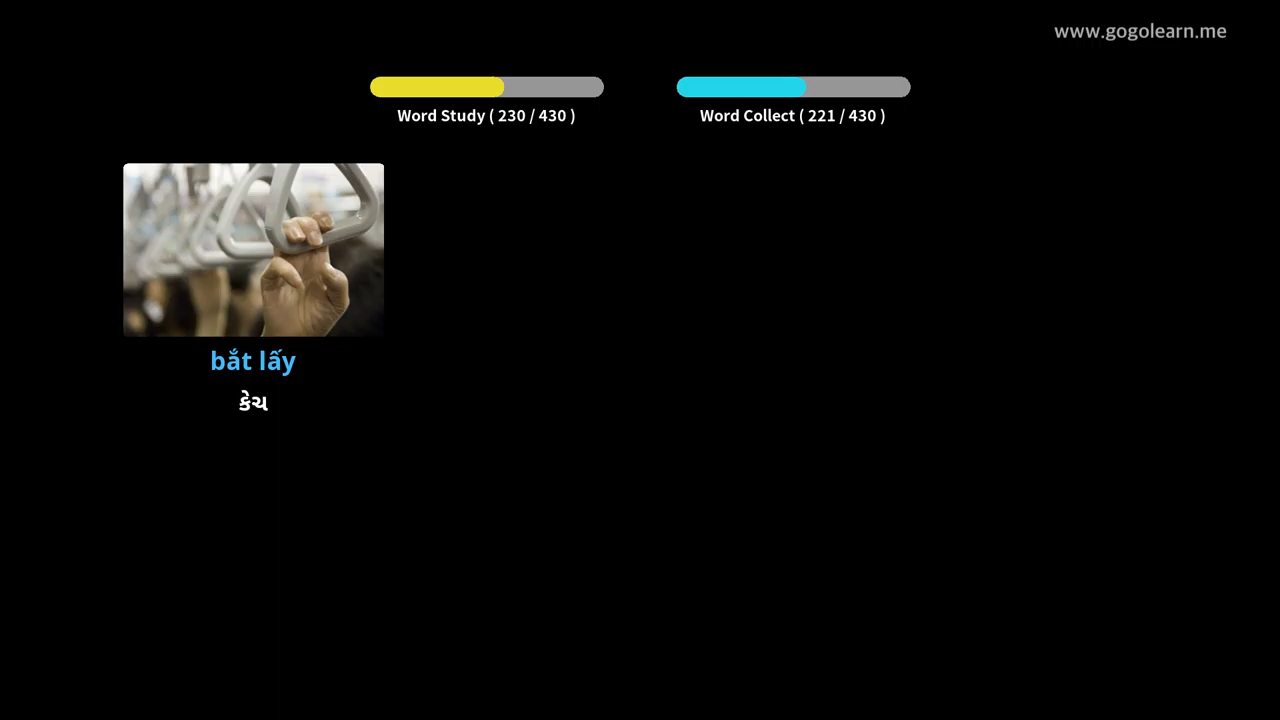 www.gogolearn.me
Word Study ( 230 / 430 )
Word Collect ( 221 / 430 )
bắt lấy
કેચ